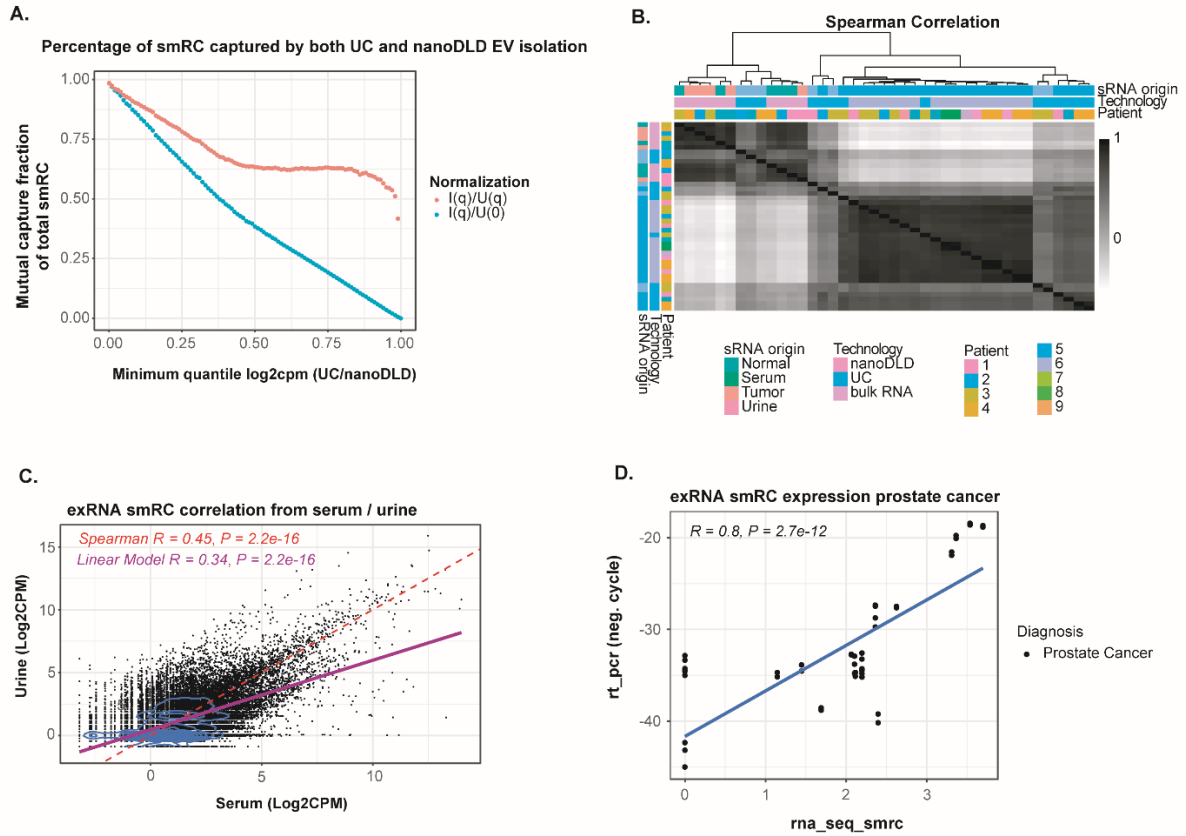 A.
Percentage of smRC captured by both UC and nanoDLD EV isolation
Mutual capture fraction
of total smRC
1.00
0.75
0.50
0.25
0.00
0.00 0.25 0.50 0.75 1.00
Minimum quantile log2cpm (UC/nanoDLD)
Normalization
I(q)/U(q)
I(q)/U(0)
B.
Spearman Correlation
sRNA origin
Technology
Patient
1
0
Patient
Technology
sRNA origin
sRNA origin
Normal
Serum
Tumor
Urine
Technology
nanoDLD
UC
bulk RNA
Patient
1
2
3
4
5
6
7
8
9
C.
exRNA smRC correlation from serum / urine
Spearman R = 0.45, P = 2.2e-16
Linear Model R = 0.34, P = 2.2e-16
Urine (Log2CPM)
15
10
5
0
0 5 10
Serum (Log2CPM)
D.
exRNA smRC expression prostate cancer
R = 0.8, P = 2.7e-12
rt_pcr (neg. cycle)
-20
-30
-40
0 1 2 3
rna_seq_smrc
Diagnosis
Prostate Cancer